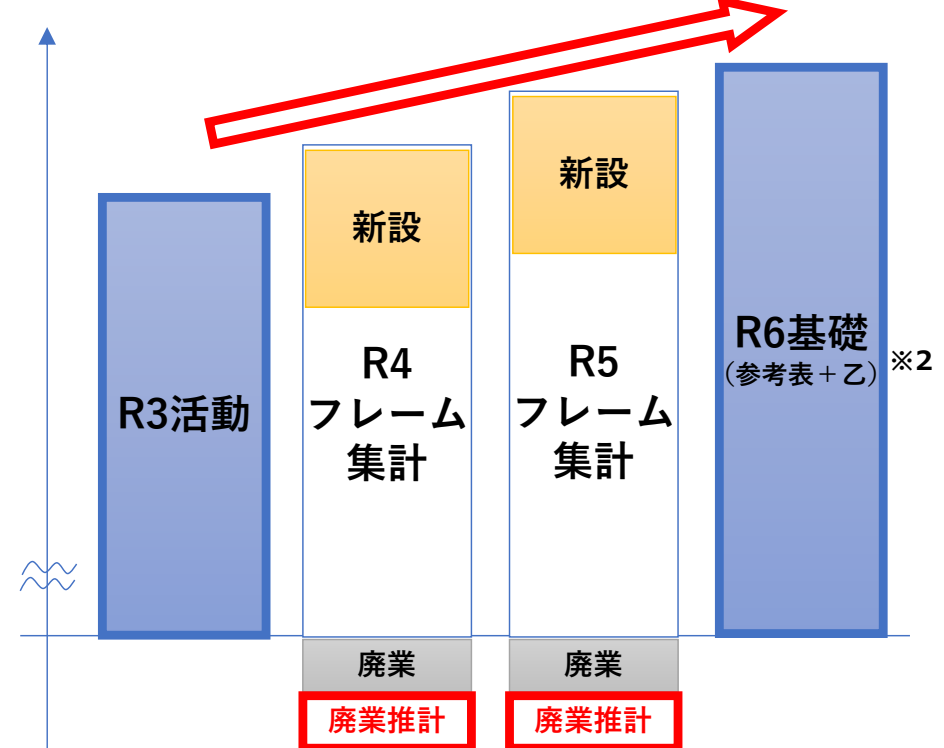 新設
新設
R3活動
R4
フレーム
集計
R5
フレーム
集計
R6基礎
（参考表＋乙）
※2
廃業
廃業
廃業推計
廃業推計